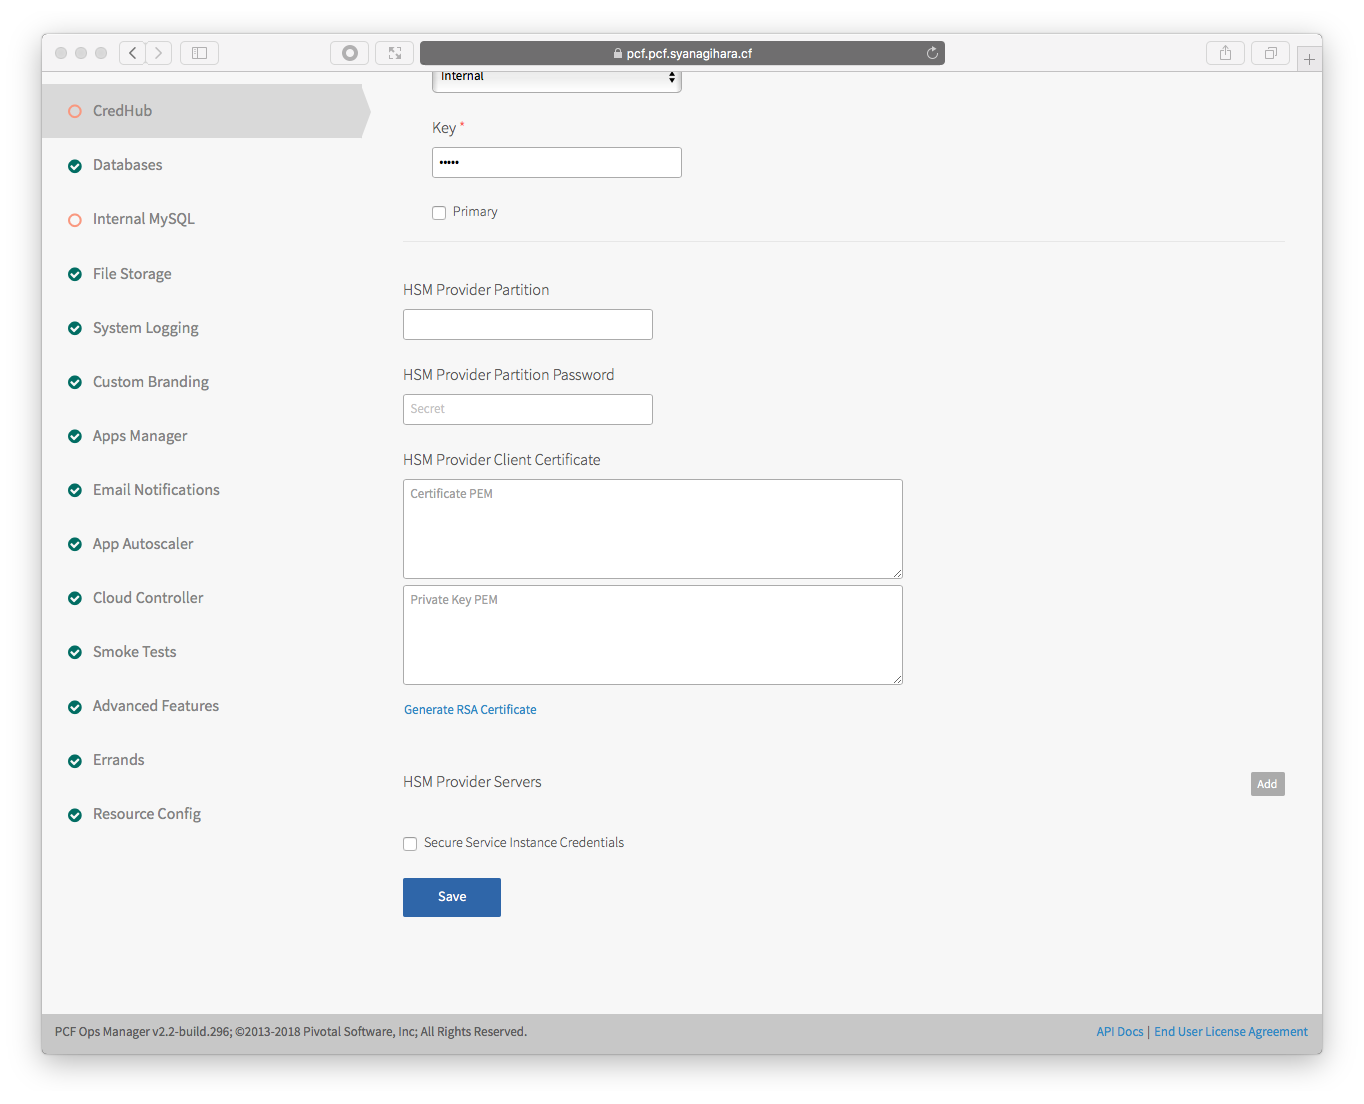 pcf.pcf.syanagihara.cf
Internal
CredHub
Databases
Internal MySQL
File Storage
System Logging
Custom Branding
Apps Manager
Email Notifications
App Autoscaler
Cloud Controller
Smoke Tests
Advanced Features
Errands
Resource Config
Key *
•••••
Primary
HSM Provider Partition
HSM Provider Partition Password
Secret
HSM Provider Client Certificate
Certificate PEM
Private Key PEM
Generate RSA Certificate
HSM Provider Servers
Add
Secure Service Instance Credentials
Save
PCF Ops Manager v2.2-build.296; ©2013-2018 Pivotal Software, Inc; All Rights Reserved.
API Docs | End User License Agreement